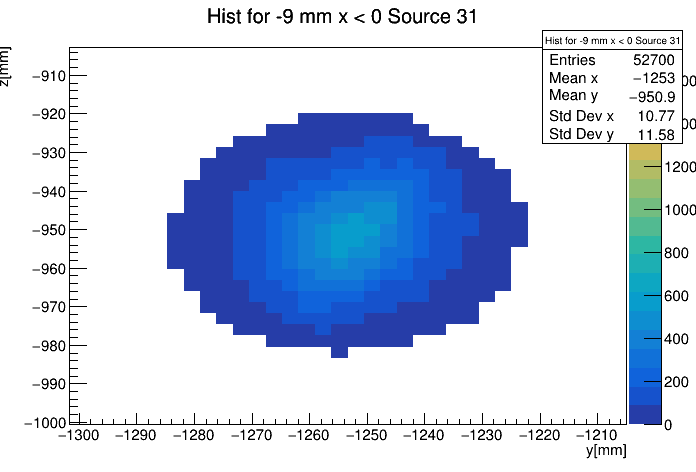 Hist for -9 mm x < 0 Source 31
z[mm]
Hist for -9 mm x < 0 Source 31
Entries 52700
Mean x −1253
Mean y −950.9
Std Dev x 10.77
Std Dev y 11.58
−910
−920
−930
−940
−950
−960
−970
−980
−990
−1000
1200
1000
800
600
400
200
0
−1300 −1290 −1280 −1270 −1260 −1250 −1240 −1230 −1220 −1210
y[mm]